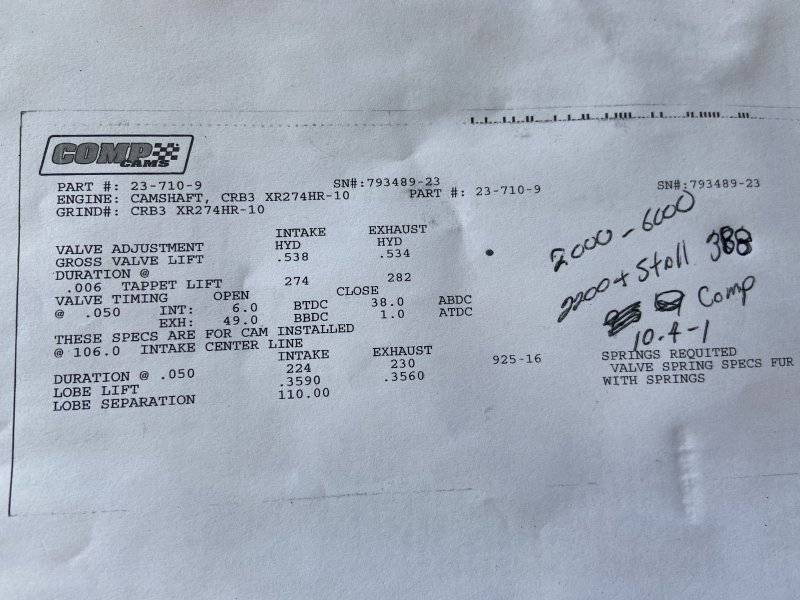 COMP CAMS
PART #: 23-710-9 SN#:793489-23 PART #: 23-710-9 SN#:793489-23
ENGINE: CAMSHAFT, CRB3 XR274HR-10
GRIND#: CRB3 XR274HR-10
INTAKE EXHAUST
VALVE ADJUSTMENT HYD HYD
GROSS VALVE LIFT .538 .534
DURATION @
.006 TAPPET LIFT 274 282
VALVE TIMING OPEN CLOSE
@ .050 INT: 6.0 BTDC 38.0 ABDC
EXH: 49.0 BBDC 1.0 ATDC
THESE SPECS ARE FOR CAM INSTALLED
@ 106.0 INTAKE CENTER LINE
INTAKE EXHAUST
DURATION @ .050 224 230
LOBE LIFT .3590 .3560
LOBE SEPARATION 110.00
2000 - 6000
2200+ Stall
Comp
10.4-1
925-16 SPRINGS REQUITED
VALVE SPRING SPECS FUR
WITH SPRINGS